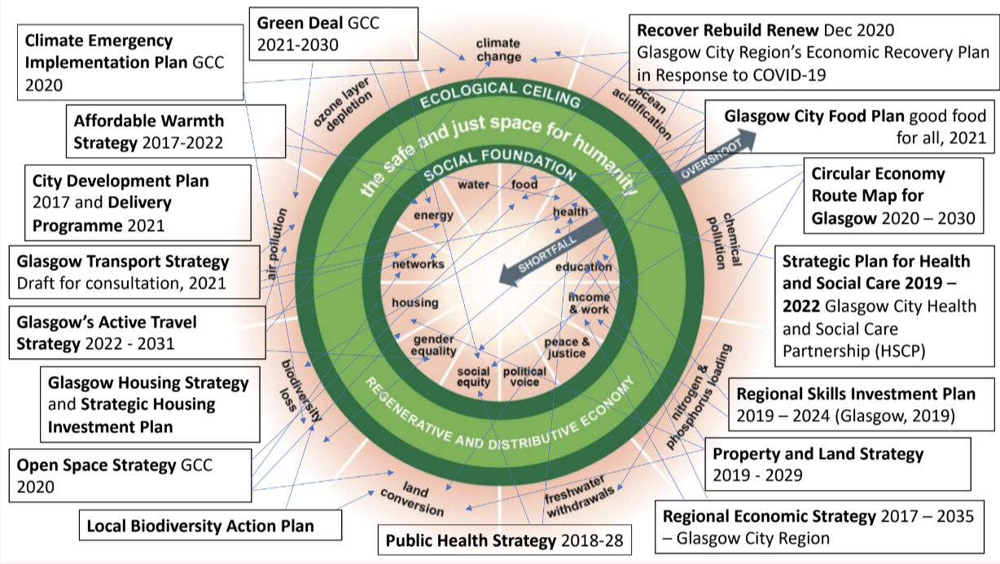 Green Deal GCC
2021-2030
Climate Emergency
Implementation Plan GCC
2020
Affordable Warmth
Strategy 2017-2022
City Development Plan
2017 and Delivery
Programme 2021
Glasgow Transport Strategy
Draft for consultation, 2021
Glasgow's Active Travel
Strategy 2022 - 2031
Glasgow Housing Strategy
and Strategic Housing
Investment Plan
Open Space Strategy GCC
2020
Local Biodiversity Action Plan
Public Health Strategy 2018-28
Recover Rebuild Renew Dec 2020
Glasgow City Region's Economic Recovery Plan
in Response to COVID-19
Glasgow City Food Plan good food
for all, 2021
Circular Economy
Route Map for
Glasgow 2020 – 2030
Strategic Plan for Health
and Social Care 2019 –
2022 Glasgow City Health
and Social Care
Partnership (HSCP)
Regional Skills Investment Plan
2019 – 2024 (Glasgow, 2019)
Property and Land Strategy
2019 - 2029
Regional Economic Strategy 2017 – 2035
– Glasgow City Region
climate
change
ocean
acidification
chemical
pollution
nitrogen &
phosphorus loading
freshwater
withdrawals
land
conversion
biodiversity
loss
air pollution
ozone layer
depletion
ECOLOGICAL CEILING
the safe and just space for humanity
SOCIAL FOUNDATION
OVERSHOOT
SHORTFALL
water
food
health
education
income
& work
peace &
justice
political
voice
social
equity
gender
equality
housing
networks
energy
REGENERATIVE AND DISTRIBUTIVE ECONOMY